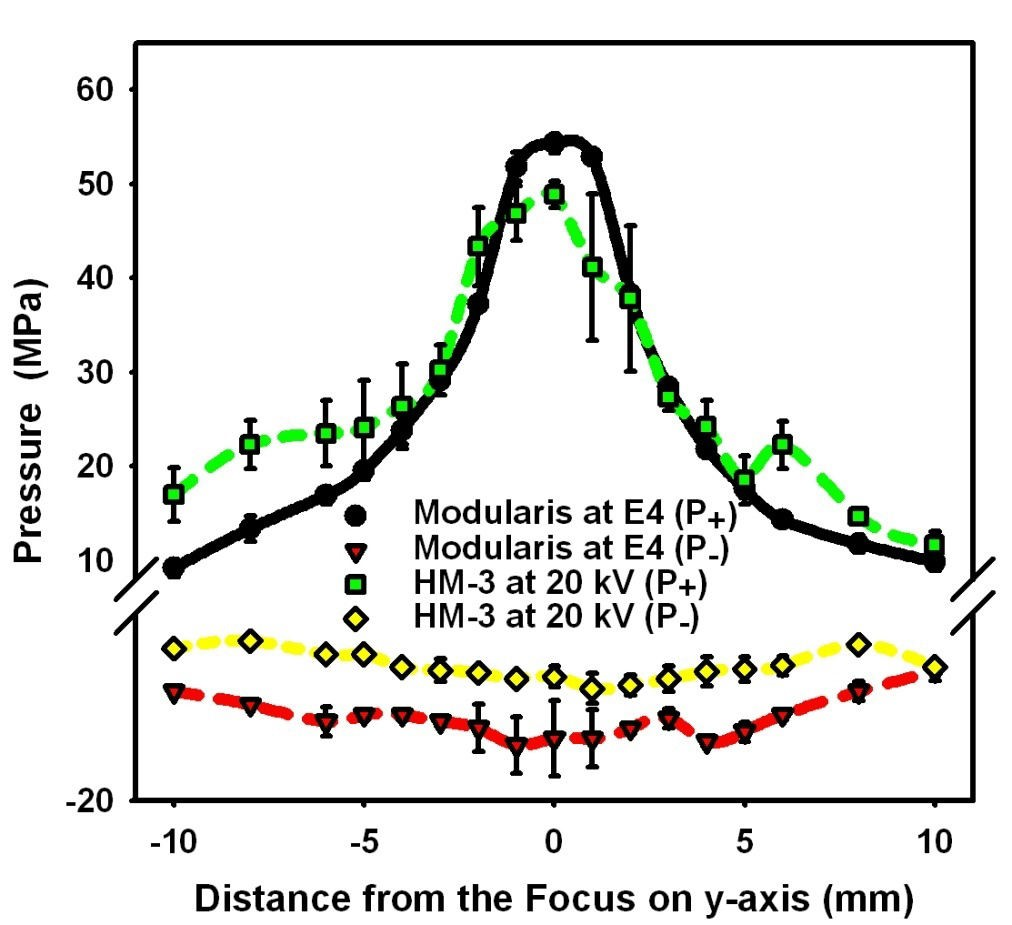 60
50
40
30
20
10
-20
Pressure (MPa)
Modularis at E4 (P+)
Modularis at E4 (P-)
HM-3 at 20 kV (P+)
HM-3 at 20 kV (P-)
-10 -5 0 5 10
Distance from the Focus on y-axis (mm)